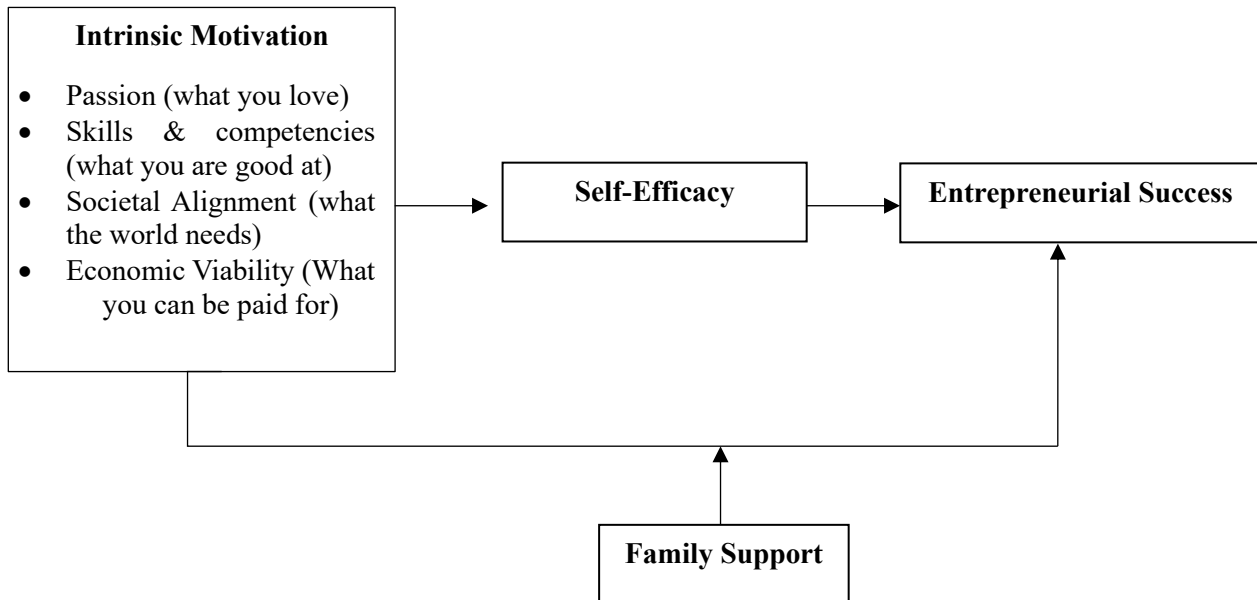 Intrinsic Motivation
• Passion (what you love)
• Skills & competencies
(what you are good at)
• Societal Alignment (what
the world needs)
• Economic Viability (What
you can be paid for)
Self-Efficacy
Entrepreneurial Success
Family Support